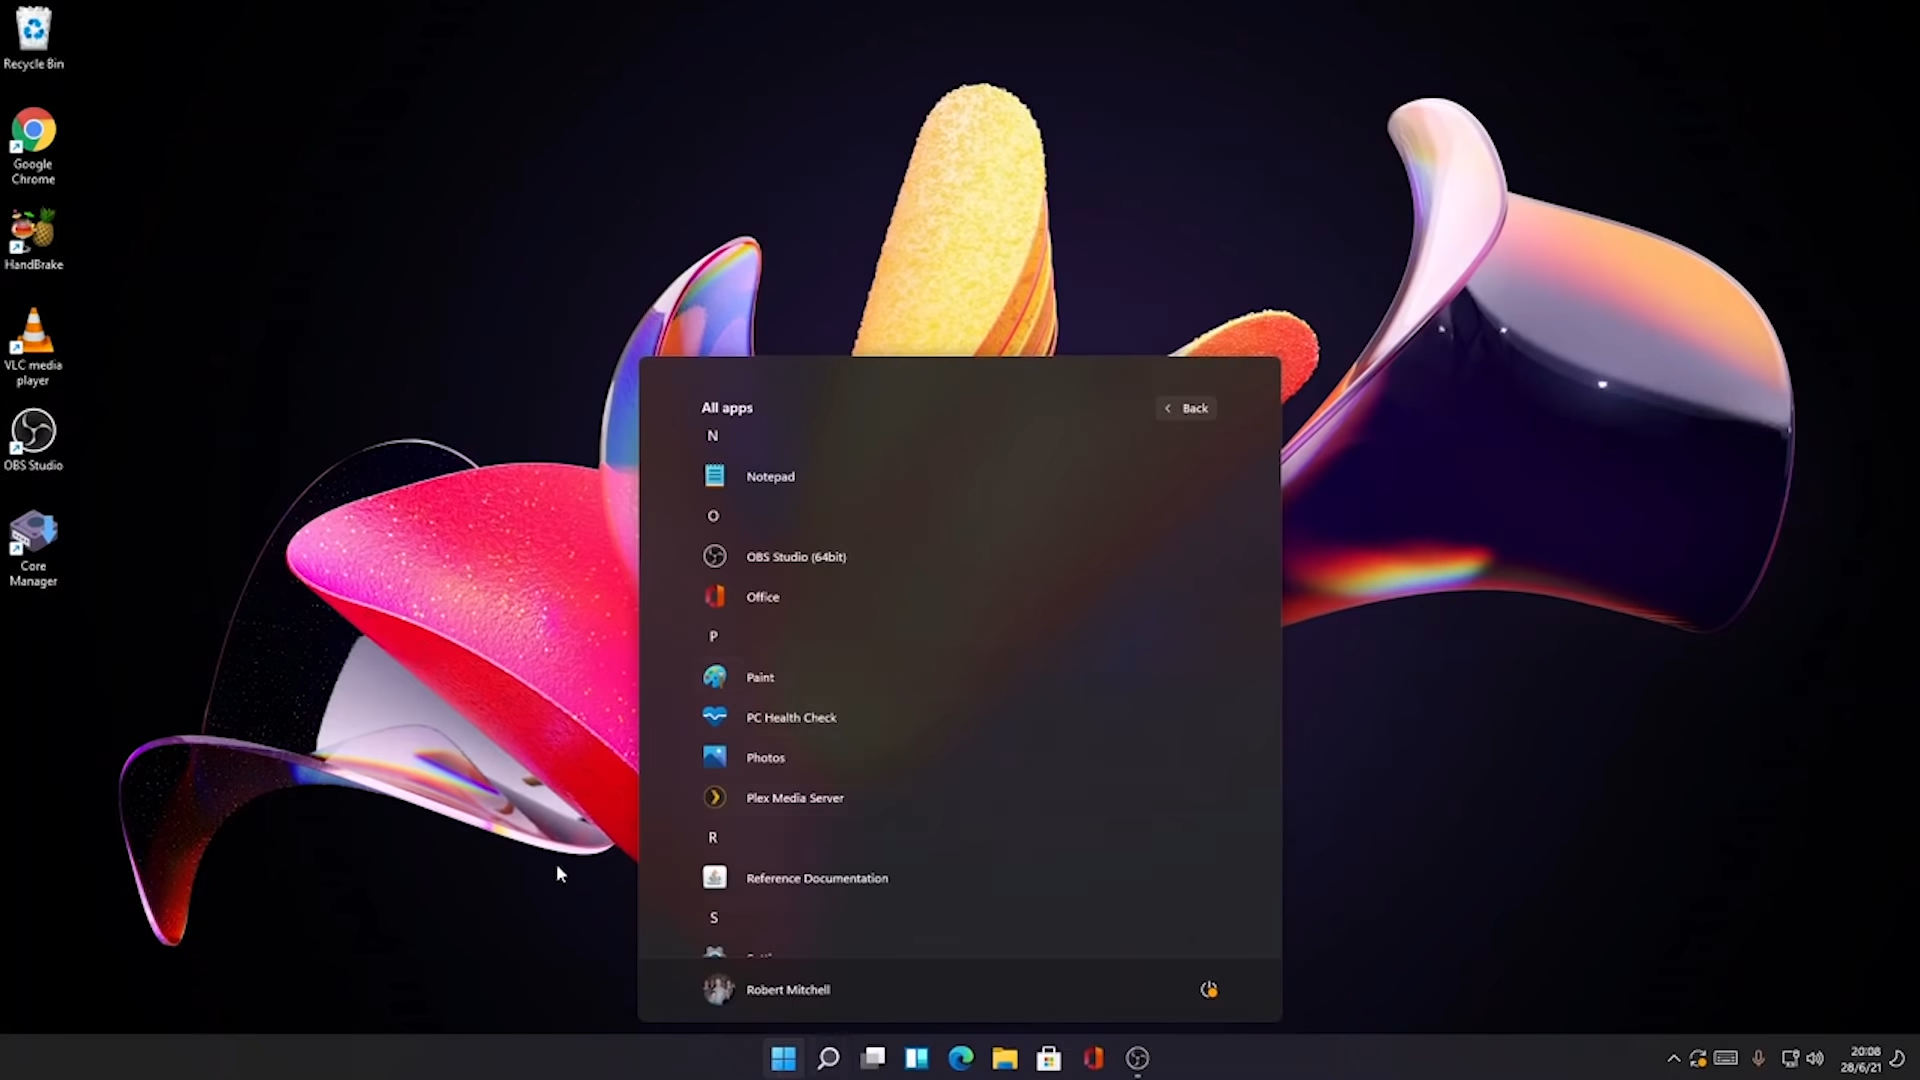 Recycle Bin
Google
Chrome
HandBrake
VLC media
player
OBS Studio
Core
Manager
All apps
Back
N
Notepad
O
OBS Studio (64bit)
Office
P
Paint
PC Health Check
Photos
Plex Media Server
R
Reference Documentation
S
Robert Mitchell
20:08
28/6/21